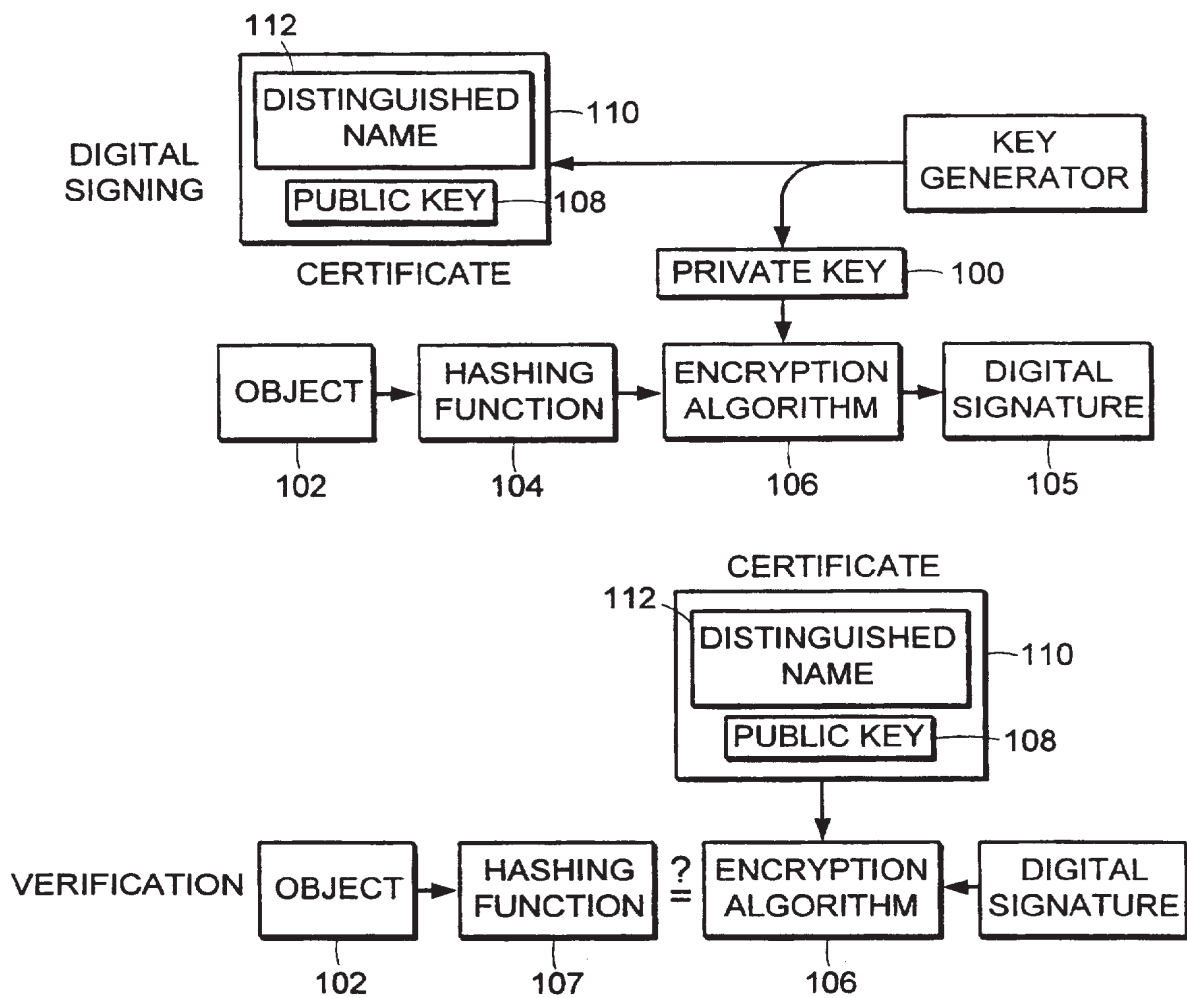 112
DISTINGUISHED
NAME
110
DIGITAL
SIGNING
PUBLIC KEY
108
CERTIFICATE
KEY
GENERATOR
PRIVATE KEY
100
OBJECT
HASHING
FUNCTION
ENCRYPTION
ALGORITHM
DIGITAL
SIGNATURE
102
104
106
105
CERTIFICATE
112
DISTINGUISHED
NAME
110
PUBLIC KEY
108
VERIFICATION
OBJECT
HASHING
FUNCTION
?
=
ENCRYPTION
ALGORITHM
DIGITAL
SIGNATURE
102
107
106